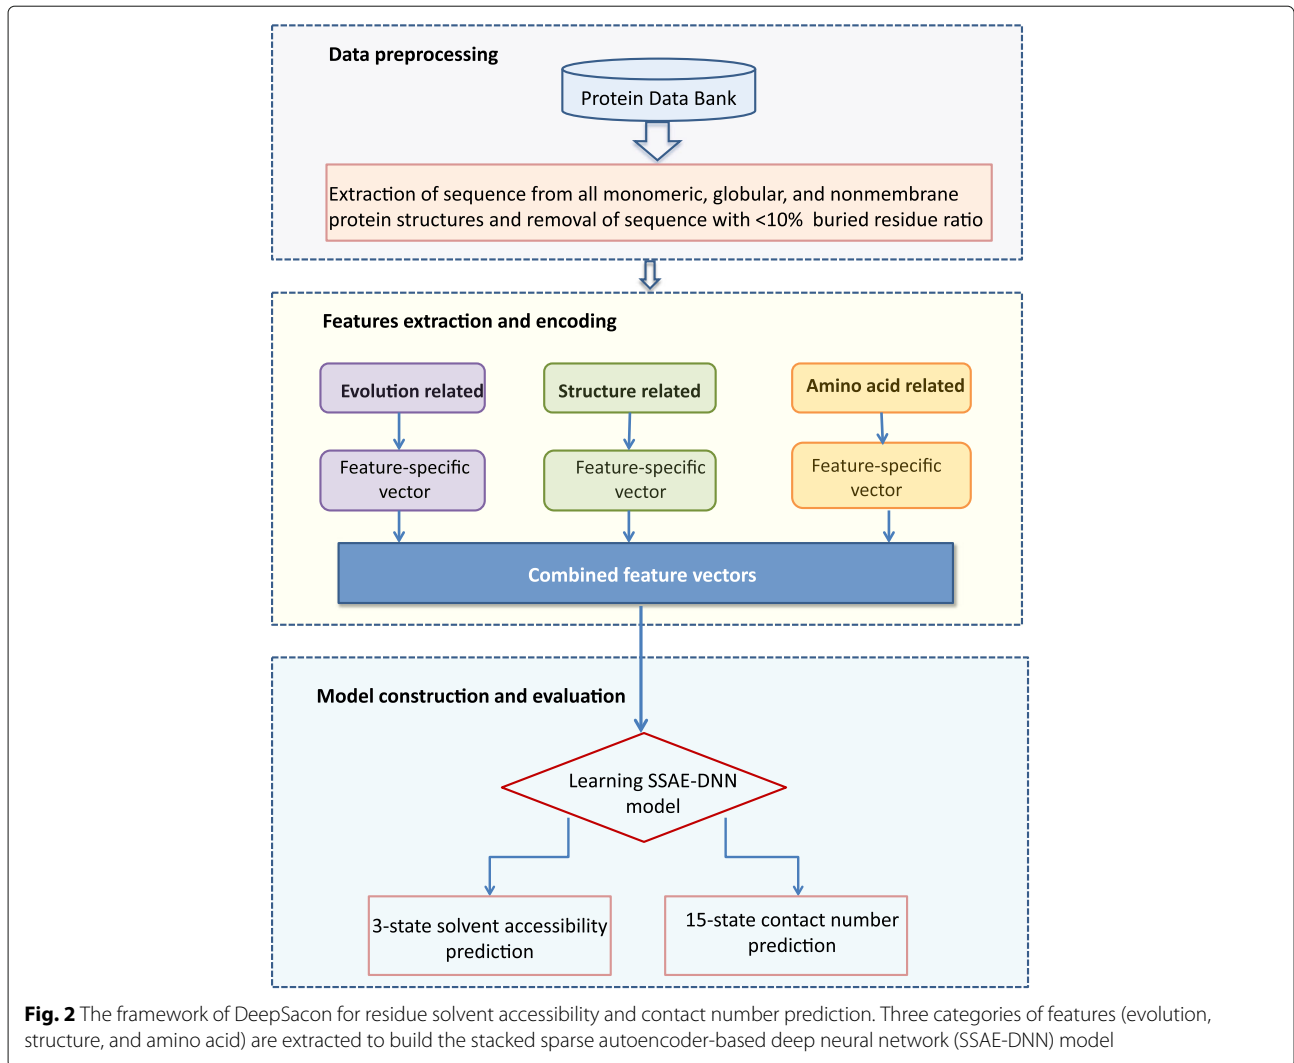 Data preprocessing
Protein Data Bank
Extraction of sequence from all monomeric, globular, and nonmembrane
protein structures and removal of sequence with <10% buried residue ratio
Features extraction and encoding
Evolution related
Structure related
Amino acid related
Feature-specific
vector
Feature-specific
vector
Feature-specific
vector
Combined feature vectors
Model construction and evaluation
Learning SSAE-DNN
model
3-state solvent accessibility
prediction
15-state contact number
prediction
Fig. 2 The framework of DeepSacon for residue solvent accessibility and contact number prediction. Three categories of features (evolution,
structure, and amino acid) are extracted to build the stacked sparse autoencoder-based deep neural network (SSAE-DNN) model